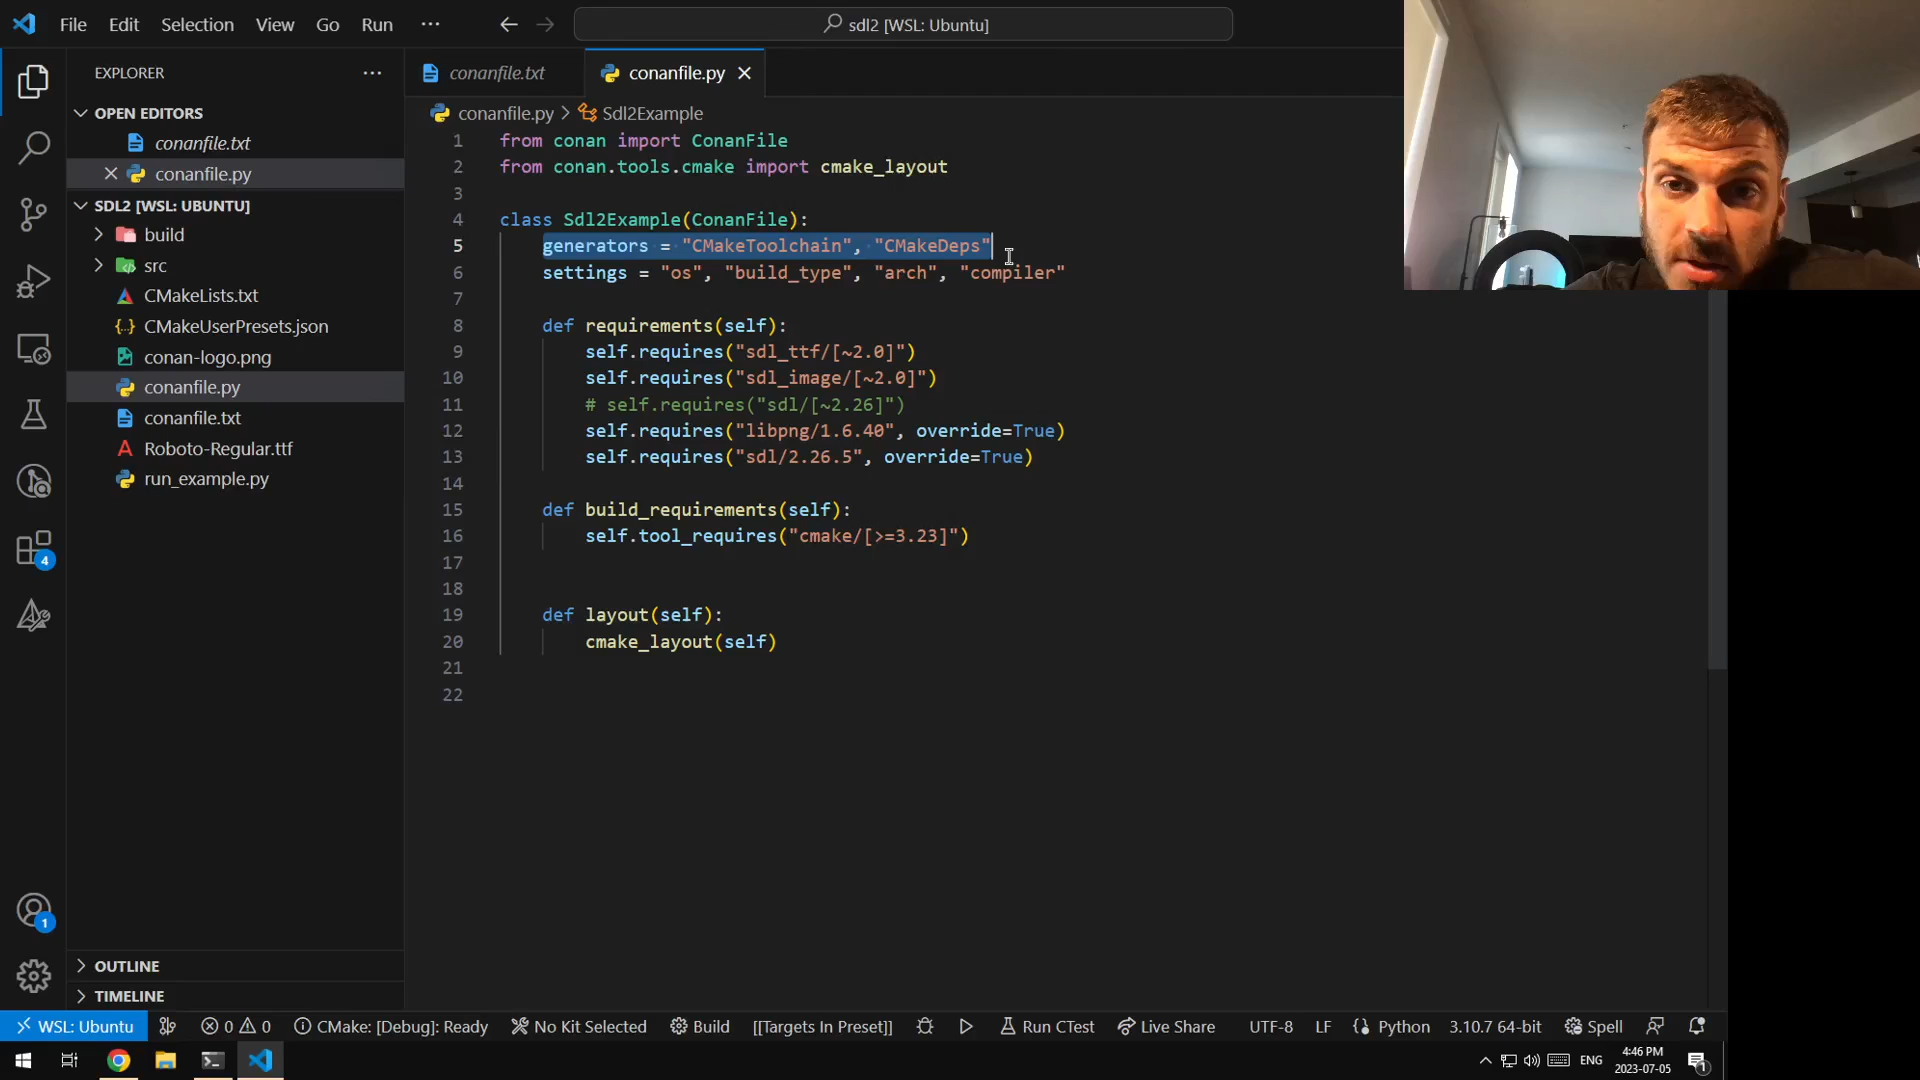 File Edit Selection View Go Run ··· sdl2 [WSL: Ubuntu]
EXPLORER ···
OPEN EDITORS
conanfile.txt
conanfile.py
SDL2 [WSL: UBUNTU]
build
src
CMakeLists.txt
CMakeUserPresets.json
conan-logo.png
conanfile.py
conanfile.txt
Roboto-Regular.ttf
run_example.py
OUTLINE
TIMELINE
4
1
conanfile.txt conanfile.py
conanfile.py > Sdl2Example
1 from conan import ConanFile
2 from conan.tools.cmake import cmake_layout
3
4 class Sdl2Example(ConanFile):
5 generators = "CMakeToolchain", "CMakeDeps"
6 settings = "os", "build_type", "arch", "compiler"
7
8 def requirements(self):
9 self.requires("sdl_ttf/[~2.0]")
10 self.requires("sdl_image/[~2.0]")
11 # self.requires("sdl/[~2.26]")
12 self.requires("libpng/1.6.40", override=True)
13 self.requires("sdl/2.26.5", override=True)
14
15 def build_requirements(self):
16 self.tool_requires("cmake/[>=3.23]")
17
18
19 def layout(self):
20 cmake_layout(self)
21
22
WSL: Ubuntu 0 0 CMake: [Debug]: Ready No Kit Selected Build [[Targets In Preset]] Run CTest Live Share UTF-8 LF Python 3.10.7 64-bit Spell
ENG 4:46 PM
2023-07-05
1